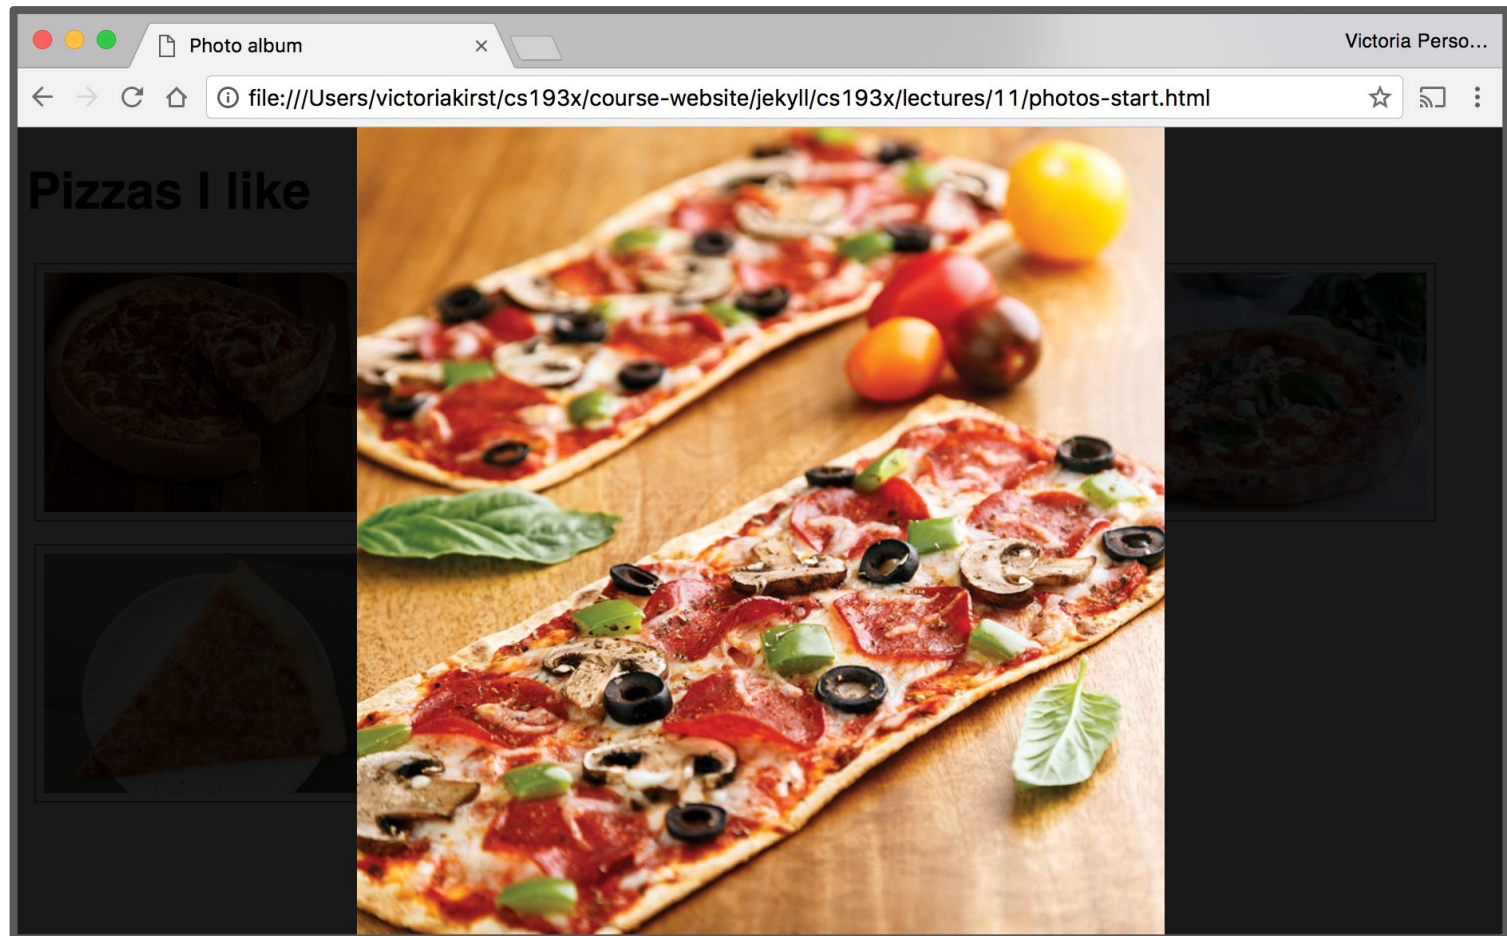 Photo album
Victoria Perso...
file:///Users/victoriakirst/cs193x/course-website/jekyll/cs193x/lectures/11/photos-start.html
Pizzas I like